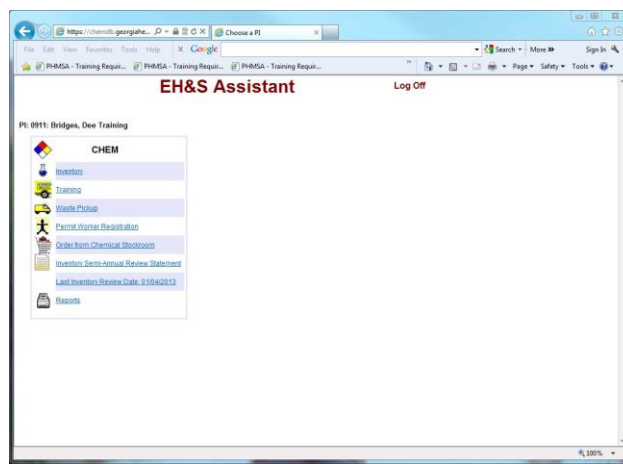 https://chemdb.georgiahe...
Choose a PI
File Edit View Favorites Tools Help
x Google
Search
More »
Sign In
PHMSA - Training Requir...
PHMSA - Training Requir...
PHMSA - Training Requir...
Page
Safety
Tools
EH&S Assistant
Log Off
PI: 0911: Bridges, Dee Training
CHEM
Inventory
Training
Waste Pickup
Permit Worker Registration
Order from Chemical Stockroom
Inventory Semi-Annual Review Statement
Last Inventory Review Date: 01/04/2013
Reports
100%